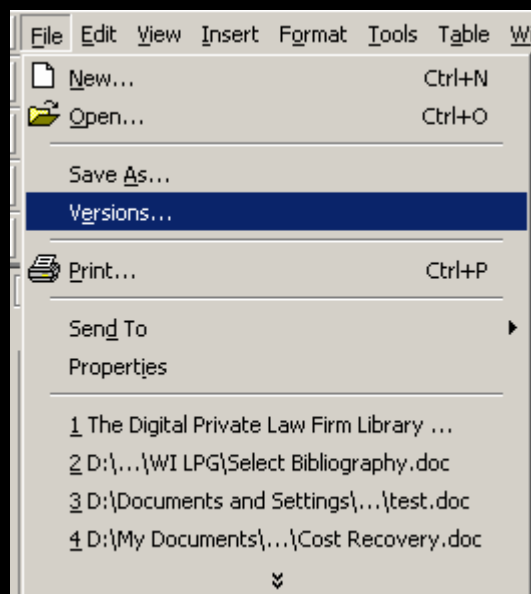 File Edit View Insert Format Tools Table W
New... Ctrl+N
Open... Ctrl+O
Save As...
Versions...
Print... Ctrl+P
Send To
Properties
1 The Digital Private Law Firm Library ...
2 D:\...\WI LPG\Select Bibliography.doc
3 D:\Documents and Settings\...\test.doc
4 D:\My Documents\...\Cost Recovery.doc